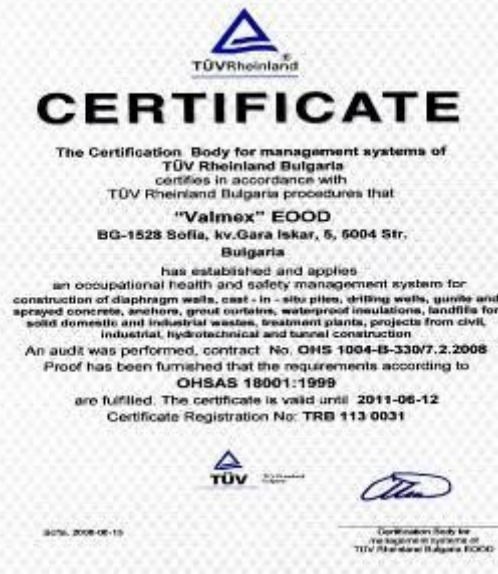 TÜVRheinland®
CERTIFICATE
The Certification Body for management systems of
TÜV Rheinland Bulgaria
certifies in accordance with
TÜV Rheinland Bulgaria procedures that
"Valmex" EOOD
BG-1528 Sofia, kv.Gara Iskar, 5, 5004 Str.
Bulgaria
has established and applies
an occupational health and safety management system for
construction of diaphragm walls, cast - in - situ piles, drilling wells, gunite and
sprayed concrete, anchors, grout curtains, waterproof insulations, landfills for
solid domestic and industrial wastes, treatment plants, projects from civil,
industrial, hydrotechnical and tunnel construction
An audit was performed, contract No. OHS 1004-B-330/7.2.2008
Proof has been furnished that the requirements according to
OHSAS 18001:1999
are fulfilled. The certificate is valid until 2011-06-12
Certificate Registration No: TRB 113 0031
TÜV
Certification Body for
management systems of
TÜV Rheinland Bulgaria EOOD